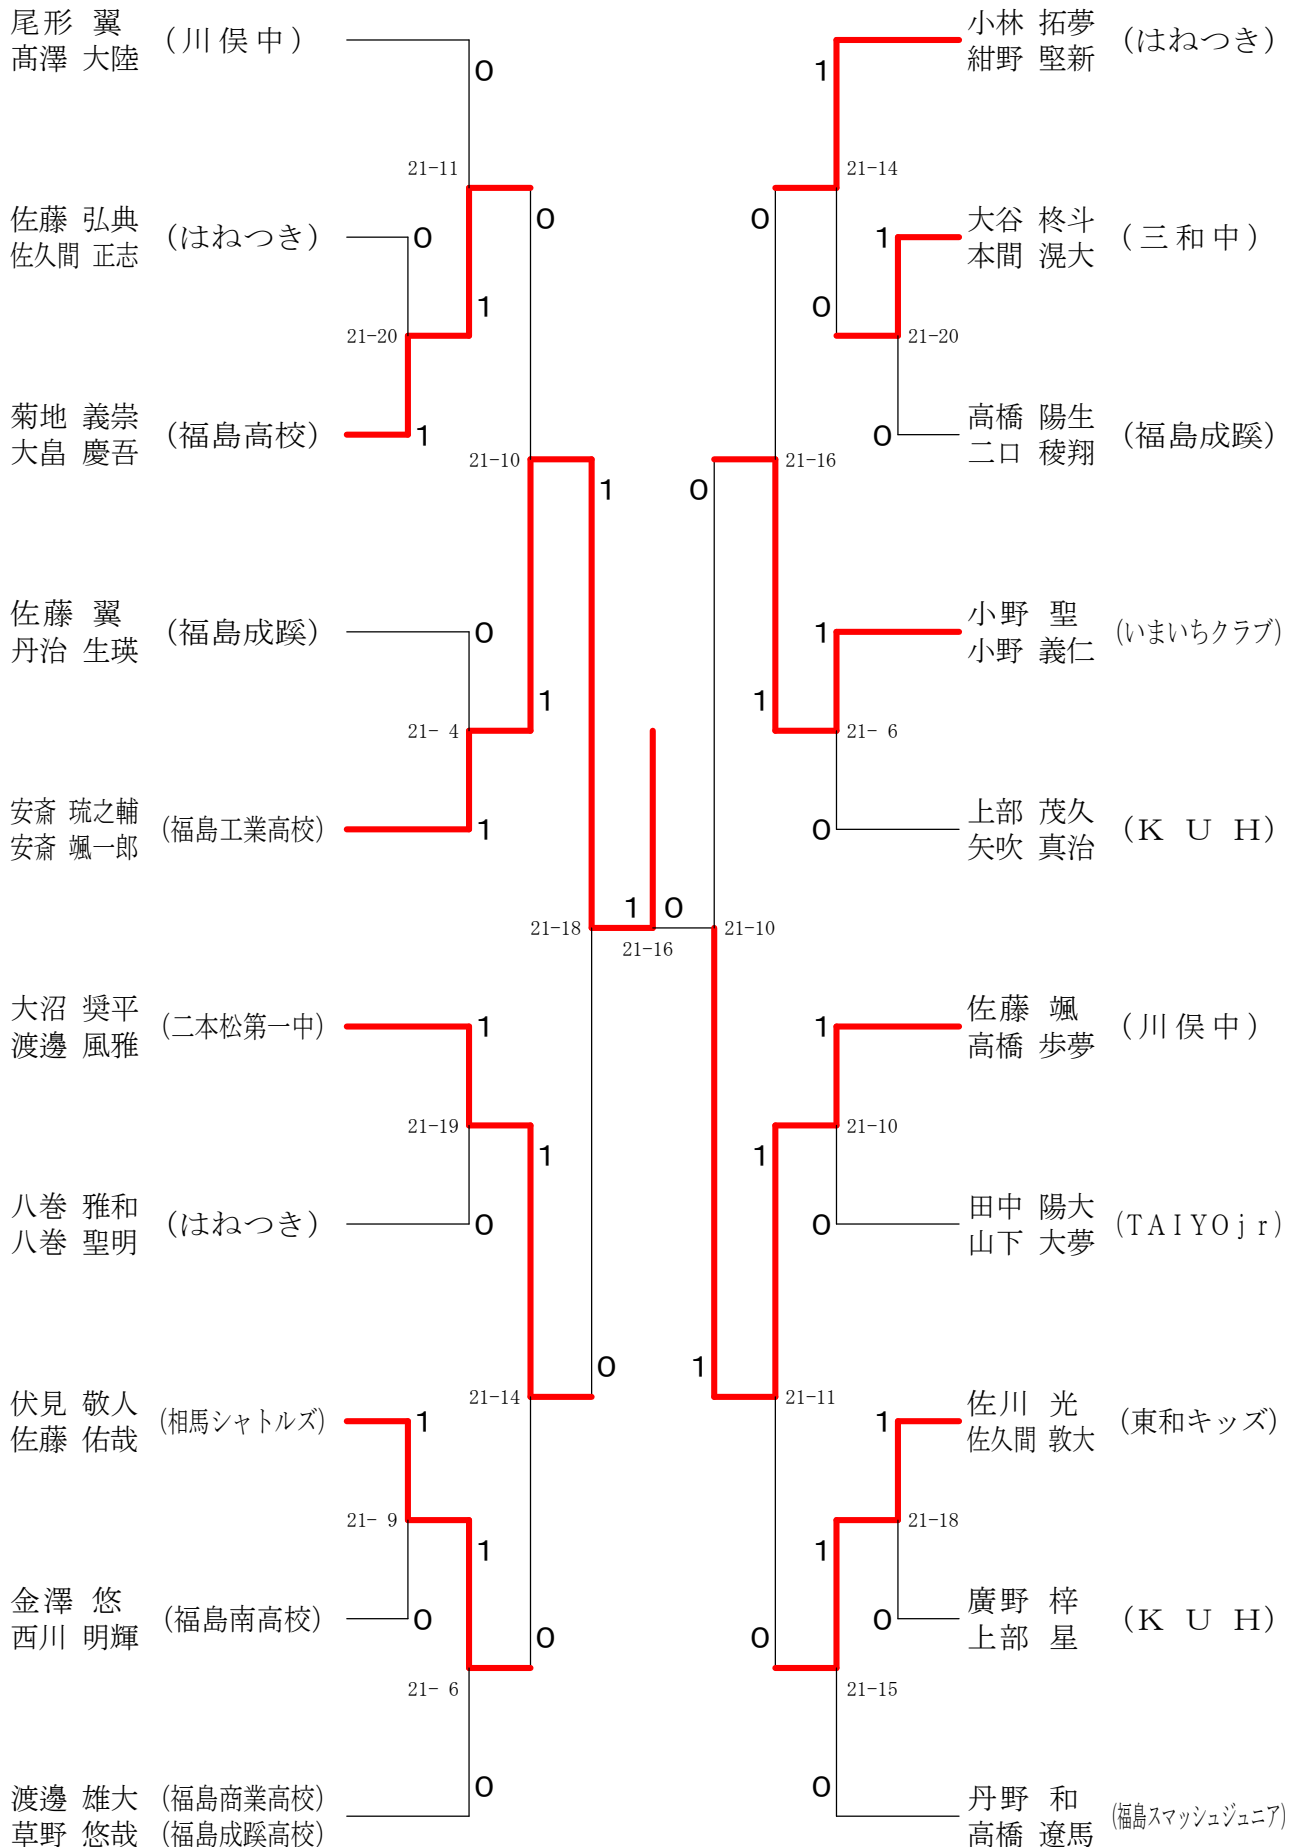 尾形 翼 (川俣中)
髙澤 大陸
0
21-11
0
佐藤 弘典 (はねつき)
佐久間 正志
0
1
21-20
菊地 義崇 (福島高校)
大畠 慶吾
1
21-10
1
佐藤 翼 (福島成蹊)
丹治 生瑛
0
1
21- 4
安斎 琉之輔 (福島工業高校)
安斎 颯一郎
1
21-18
1 0
21-16
大沼 奨平 (二本松第一中)
渡邊 風雅
1
21-19
1
八巻 雅和 (はねつき)
八巻 聖明
0
0
21-14
伏見 敬人 (相馬シャトルズ)
佐藤 佑哉
1
21- 9
1
金澤 悠 (福島南高校)
西川 明輝
0
0
21- 6
0
渡邊 雄大 (福島商業高校)
草野 悠哉 (福島成蹊高校)
小林 拓夢 (はねつき)
紺野 堅新
1
21-14
0
大谷 柊斗 (三和中)
本間 滉大
1
0
21-20
高橋 陽生 (福島成蹊)
二口 稜翔
0
21-16
0
小野 聖 (いまいちクラブ)
小野 義仁
1
1
21- 6
上部 茂久 (KUH)
矢吹 真治
0
21-10
佐藤 颯 (川俣中)
高橋 歩夢
1
21-10
1
田中 陽大 (TAIYOjr)
山下 大夢
0
1
21-11
佐川 光 (東和キッズ)
佐久間 敦大
1
21-18
1
廣野 梓 (KUH)
上部 星
0
0
21-15
0
丹野 和 (福島スマッシュジュニア)
高橋 遼馬